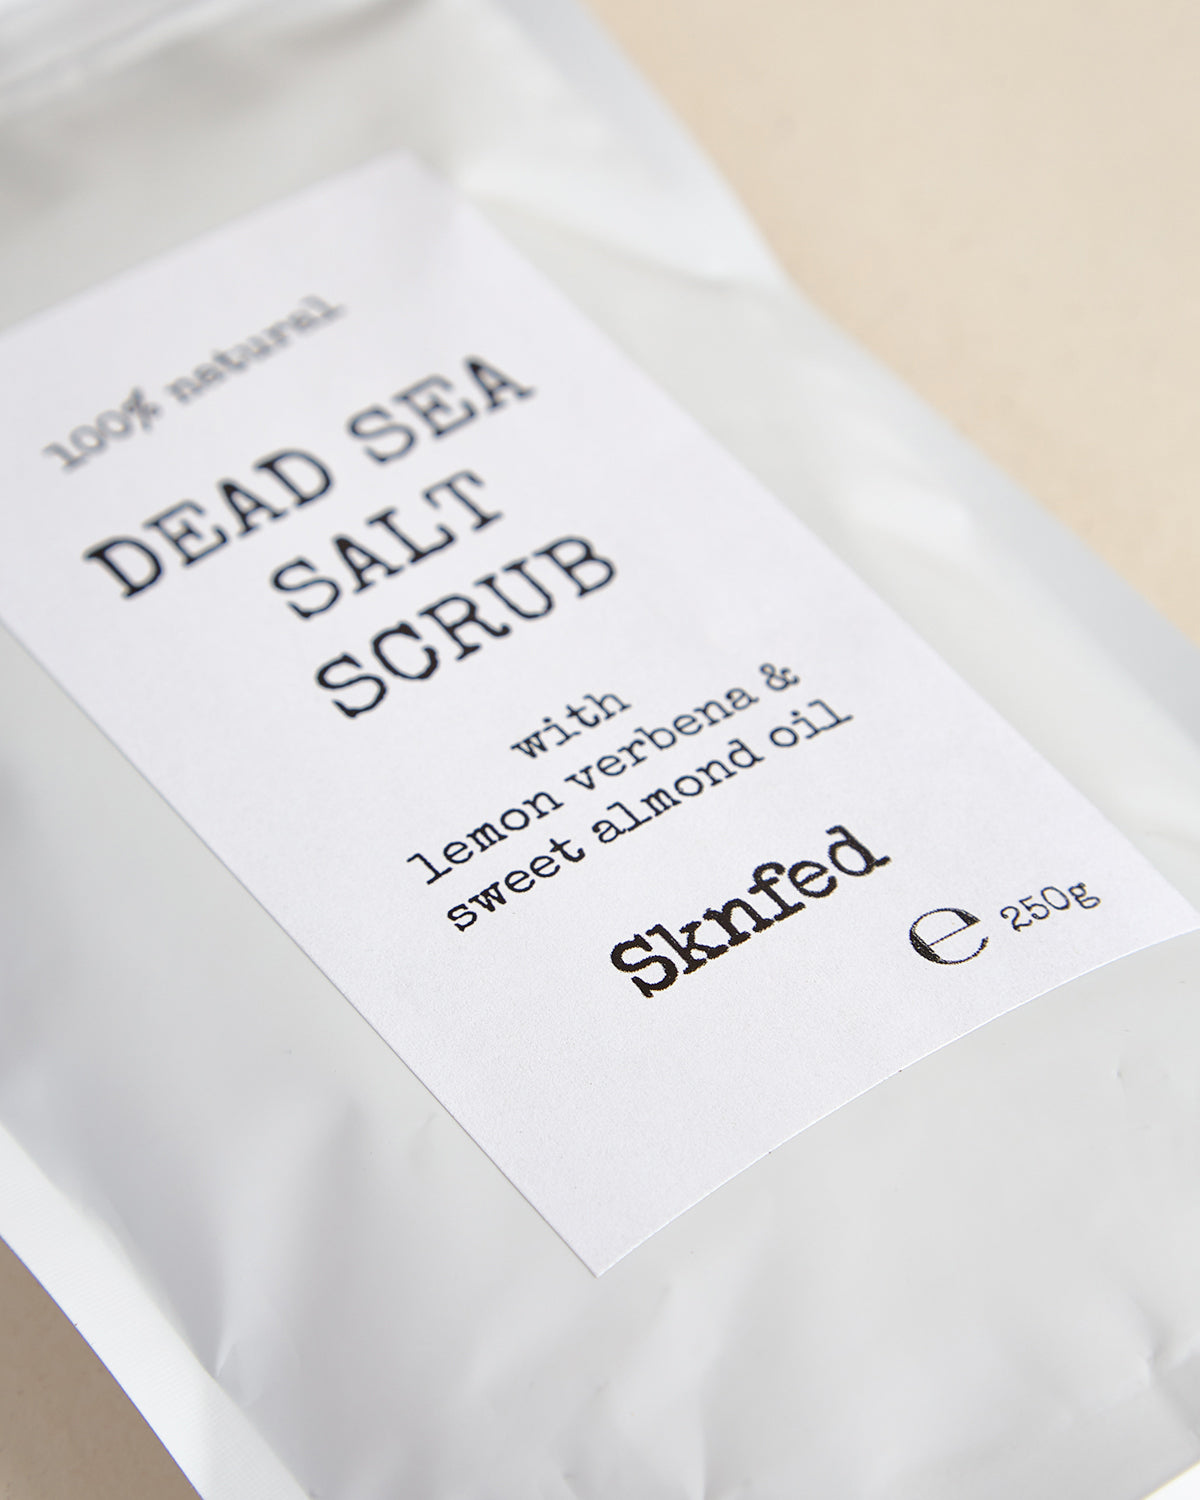 100% natural
DEAD SEA
SALT
SCRUB
with
lemon verbena &
sweet almond oil
Sknfed
℮ 250g